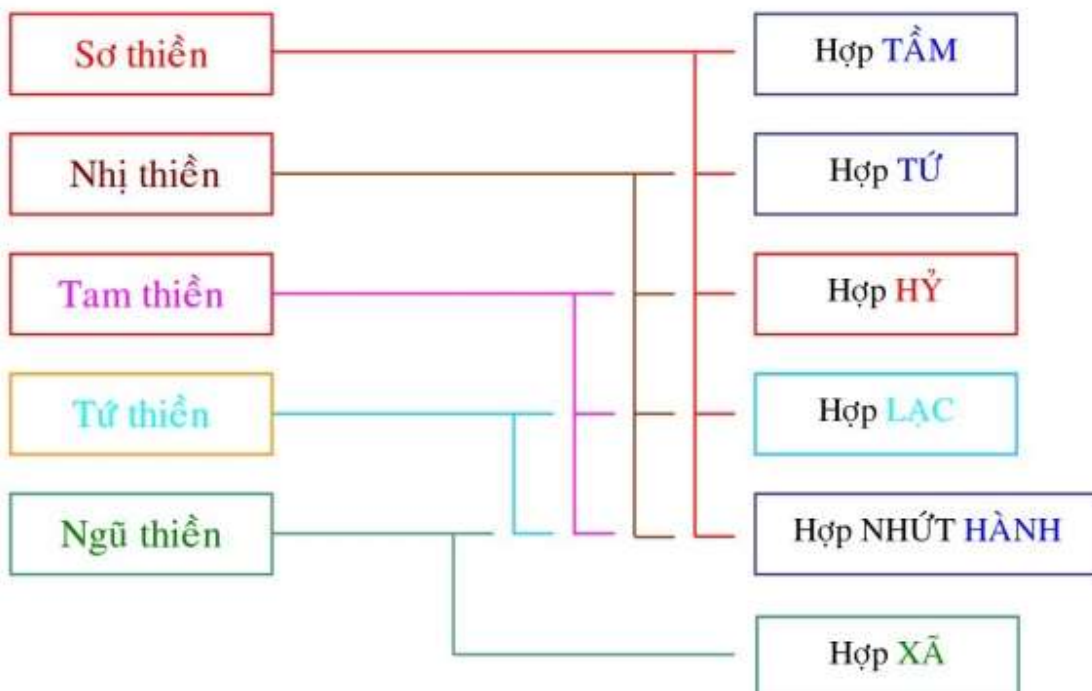 Sơ thiền
Hợp TẦM
Nhị thiền
Hợp TỨ
Tam thiền
Hợp HỶ
Tứ thiền
Hợp LẠC
Ngũ thiền
Hợp NHỨT HÀNH
Hợp XÃ